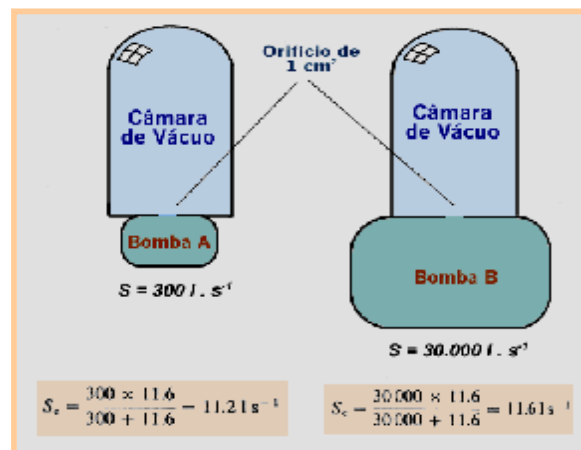 Orifício de
1 cm²
Câmara
de Vácuo
Câmara
de Vácuo
Bomba A
Bomba B
S = 300 l . s⁻¹
S = 30.000 l . s⁻¹
Sₑ = 300 × 11.6 / 300 + 11.6 = 11.2 l s⁻¹
Sₑ = 30 000 × 11.6 / 30 000 + 11.6 = 11.6 l s⁻¹